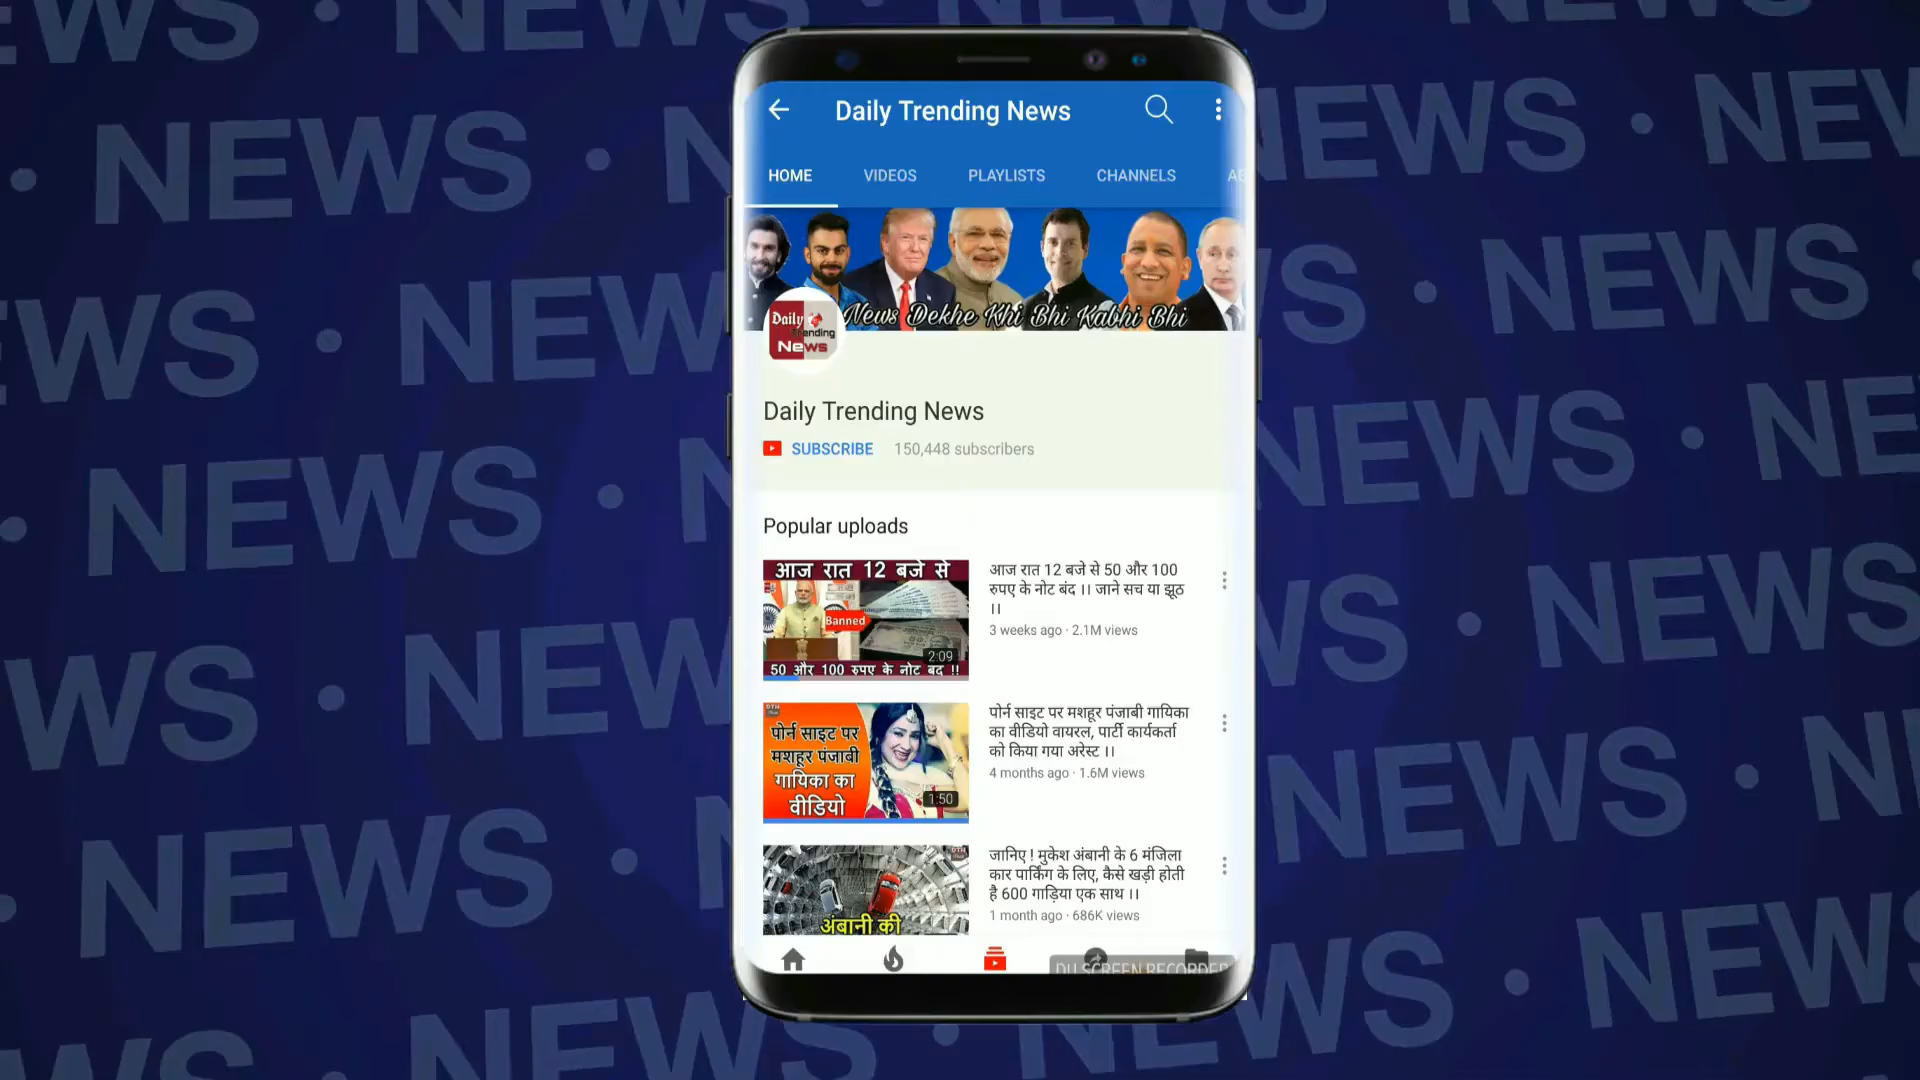 NEWS
Daily Trending News
HOME VIDEOS PLAYLISTS CHANNELS
News Dekhe Khi Bhi Kabhi Bhi
Daily
Trending
News
Daily Trending News
SUBSCRIBE 150,448 subscribers
Popular uploads
आज रात 12 बजे से
Banned
2:09
50 और 100 रुपए के नोट बंद !!
आज रात 12 बजे से 50 और 100
रुपए के नोट बंद ।। जाने सच या झूठ
।।
3 weeks ago · 2.1M views
पोर्न साइट पर
मशहूर पंजाबी
गायिका का
वीडियो
1:50
पोर्न साइट पर मशहूर पंजाबी गायिका
का वीडियो वायरल, पार्टी कार्यकर्ता
को किया गया अरेस्ट ।।
4 months ago · 1.6M views
अंबानी की
जानिए ! मुकेश अंबानी के 6 मंजिला
कार पार्किंग के लिए, कैसे खड़ी होती
है 600 गाड़िया एक साथ ।।
1 month ago · 686K views
DU SCREEN RECORDER